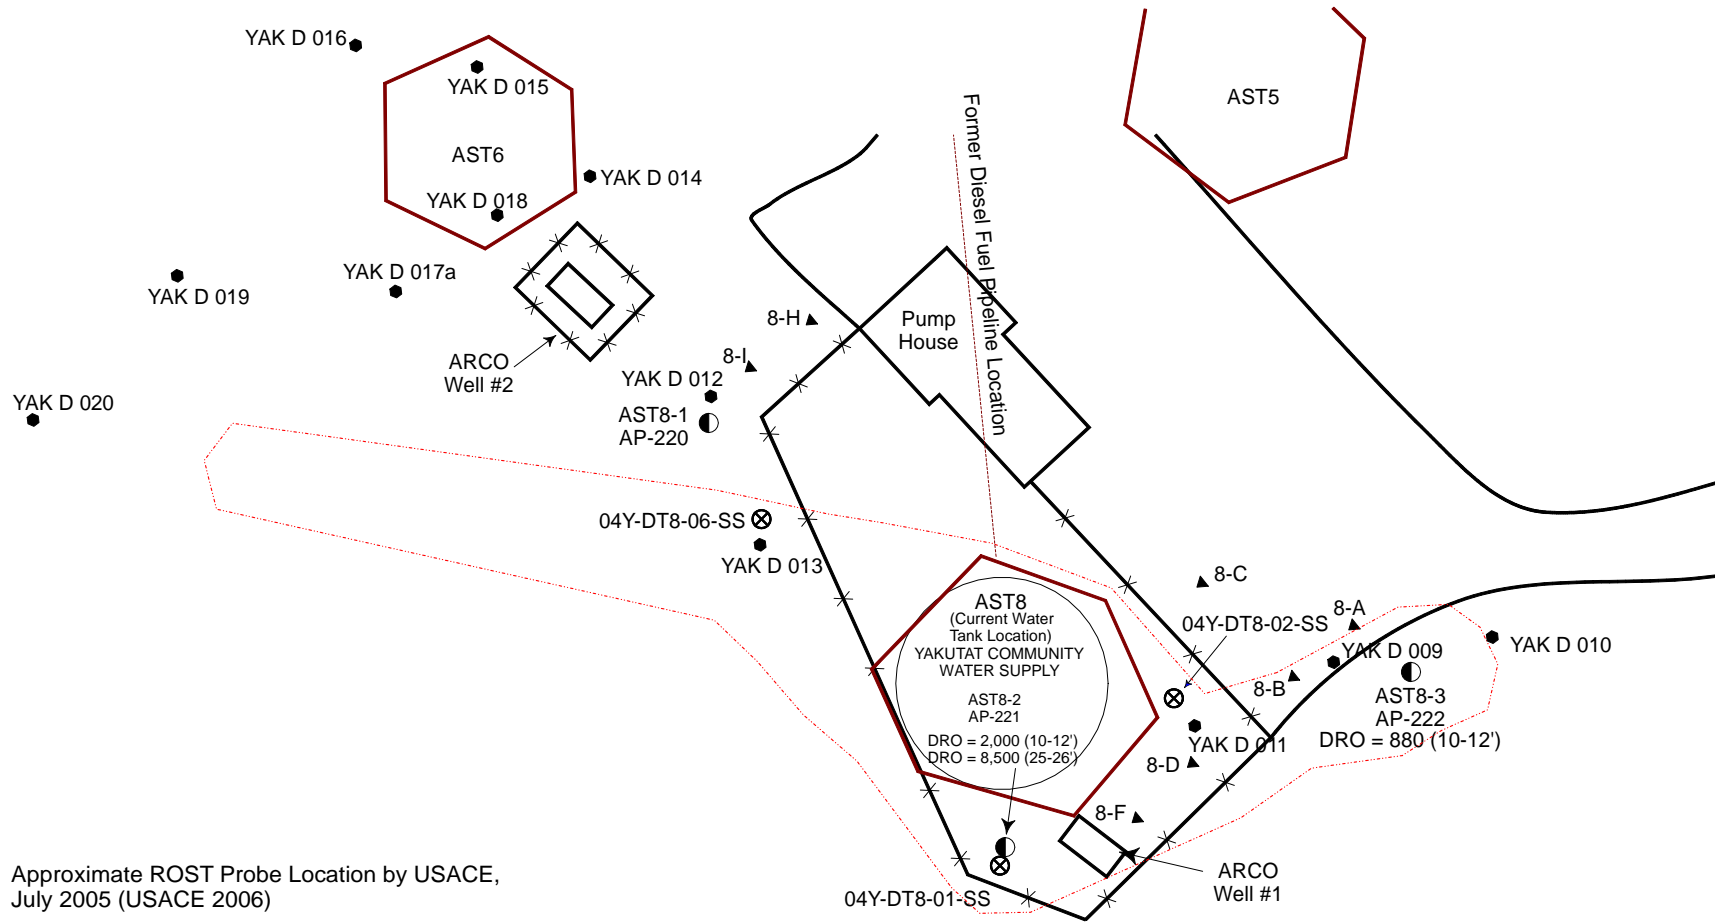 YAK D 016
YAK D 015
AST6
YAK D 014
YAK D 018
YAK D 017a
YAK D 019
YAK D 020
ARCO
Well #2
8-H
8-I
YAK D 012
AST8-1
AP-220
04Y-DT8-06-SS
YAK D 013
Former Diesel Fuel Pipeline Location
Pump
House
AST5
AST8
(Current Water
Tank Location)
YAKUTAT COMMUNITY
WATER SUPPLY
AST8-2
AP-221
DRO = 2,000 (10-12')
DRO = 8,500 (25-26')
8-C
04Y-DT8-02-SS
8-A
YAK D 009
YAK D 010
8-B
AST8-3
AP-222
DRO = 880 (10-12')
YAK D 011
8-D
8-F
ARCO
Well #1
04Y-DT8-01-SS
Approximate ROST Probe Location by USACE,
July 2005 (USACE 2006)